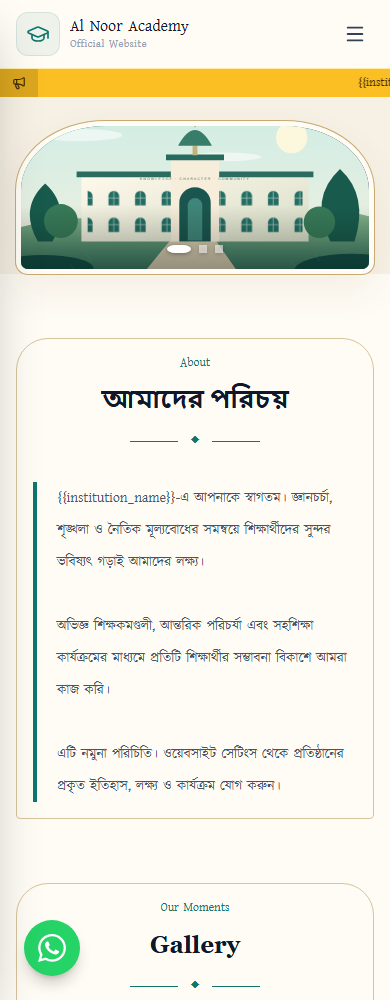 Al Noor Academy
Official Website
{{instit
KNOWLEDGE · CHARACTER · COMMUNITY
About
আমাদের পরিচয়
{{institution_name}}-এ আপনাকে স্বাগতম। জ্ঞানচর্চা,
শৃঙ্খলা ও নৈতিক মূল্যবোধের সমন্বয়ে শিক্ষার্থীদের সুন্দর
ভবিষ্যৎ গড়াই আমাদের লক্ষ্য।
অভিজ্ঞ শিক্ষকমণ্ডলী, আন্তরিক পরিচর্যা এবং সহশিক্ষা
কার্যক্রমের মাধ্যমে প্রতিটি শিক্ষার্থীর সম্ভাবনা বিকাশে আমরা
কাজ করি।
এটি নমুনা পরিচিতি। ওয়েবসাইট সেটিংস থেকে প্রতিষ্ঠানের
প্রকৃত ইতিহাস, লক্ষ্য ও কার্যক্রম যোগ করুন।
Our Moments
Gallery